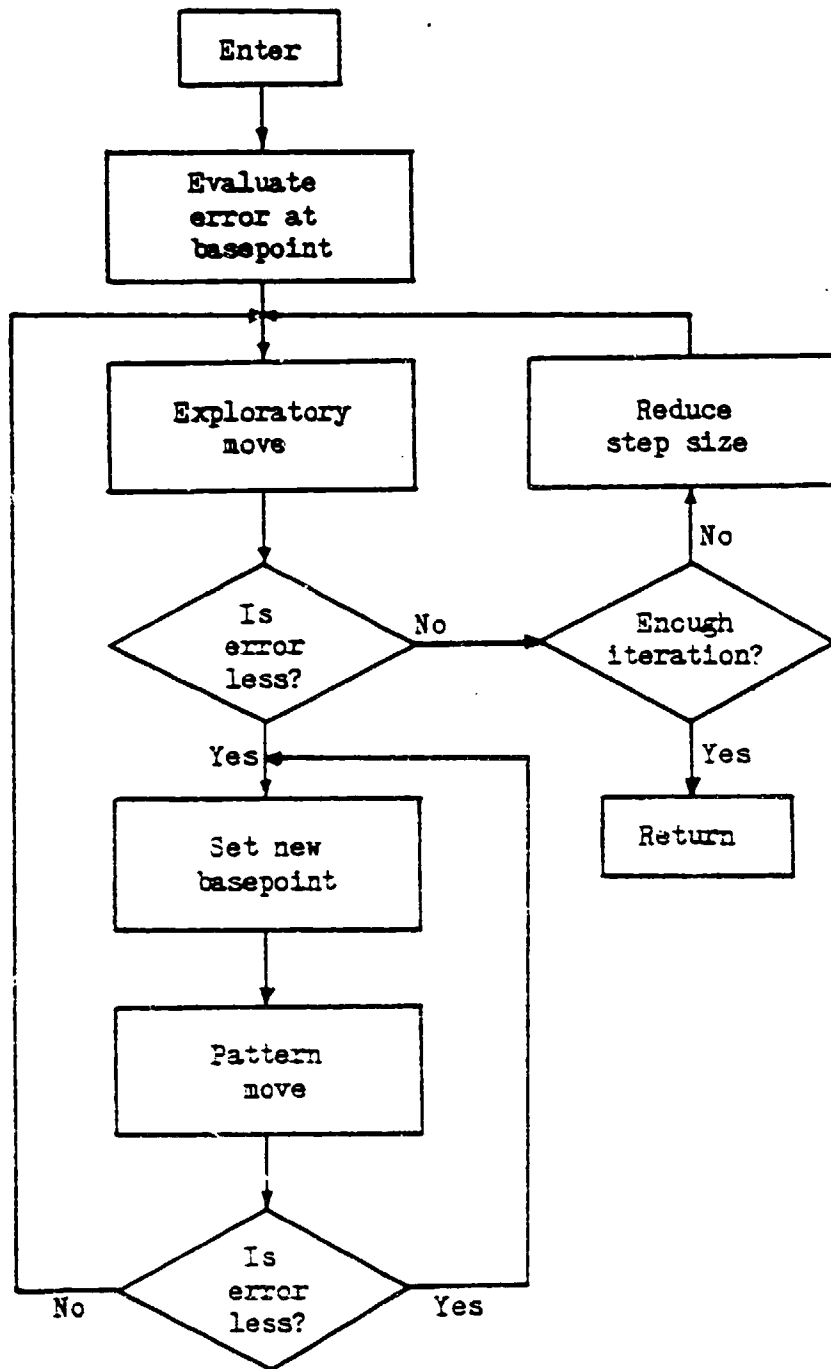 Enter
Evaluate
error at
basepoint
Exploratory
move
Reduce
step size
No
Is
error
less?
No
Enough
iteration?
Yes
Yes
Set new
basepoint
Return
Pattern
move
Is
error
less?
No
Yes